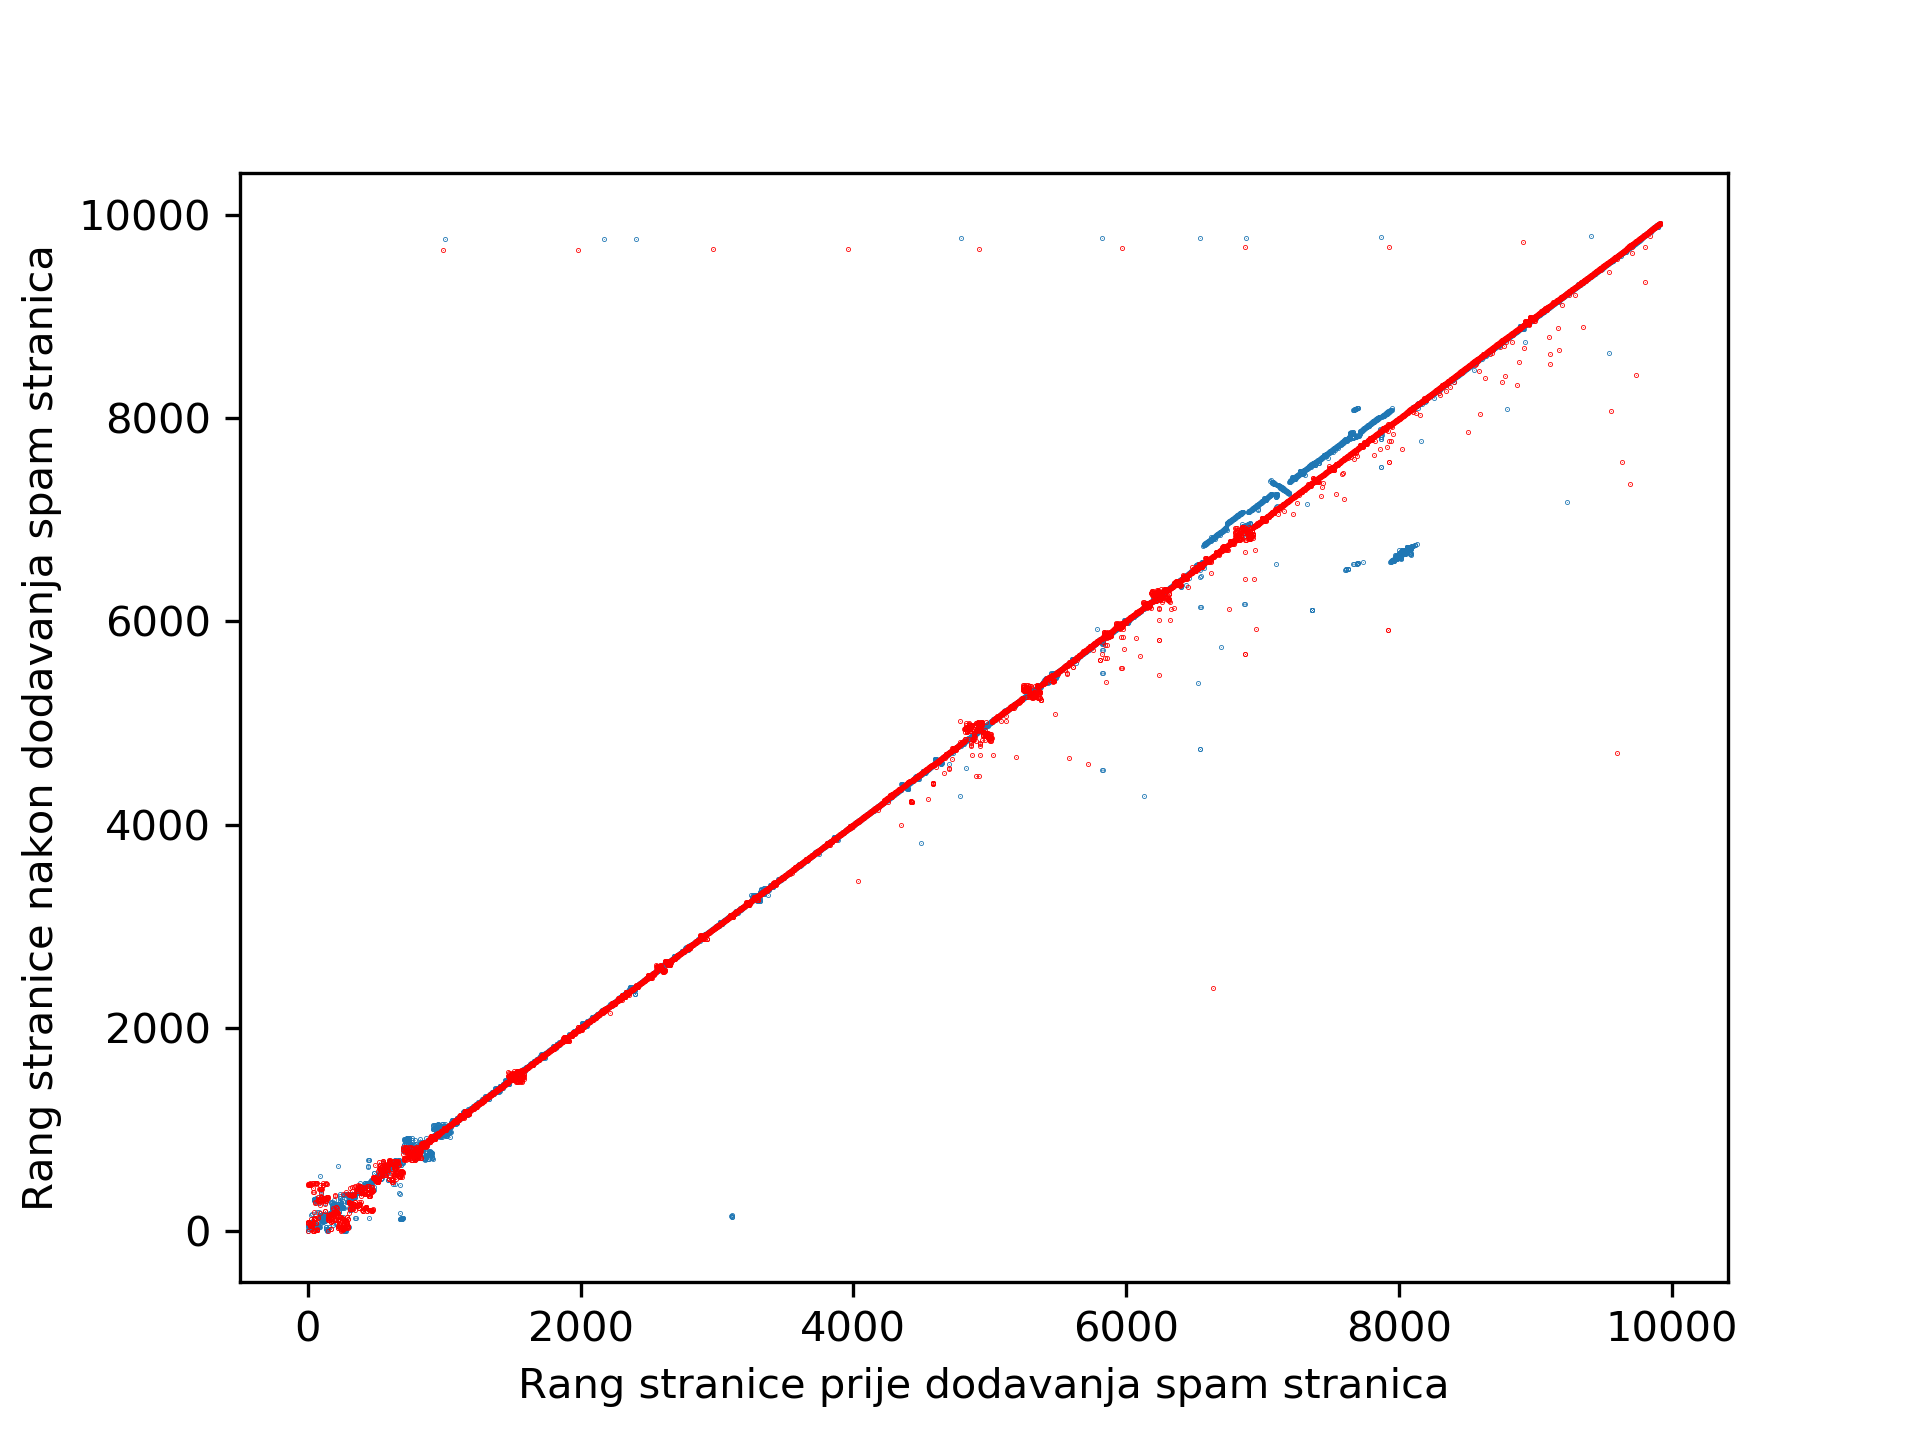 10000
8000
6000
4000
2000
0
Rang stranice nakon dodavanja spam stranica
0 2000 4000 6000 8000 10000
Rang stranice prije dodavanja spam stranica